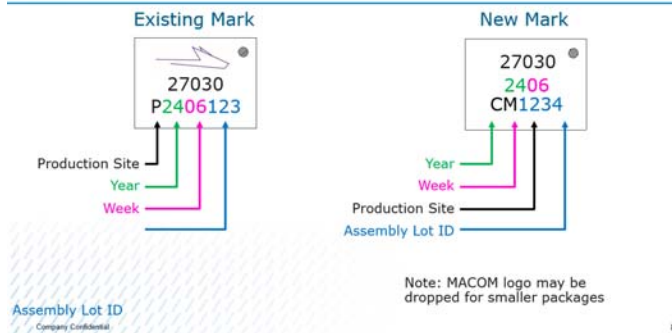 Existing Mark
27030
P2406123
Production Site
Year
Week
Assembly Lot ID
Company Confidential
New Mark
27030
2406
CM1234
Year
Week
Production Site
Assembly Lot ID
Note: MACOM logo may be
dropped for smaller packages